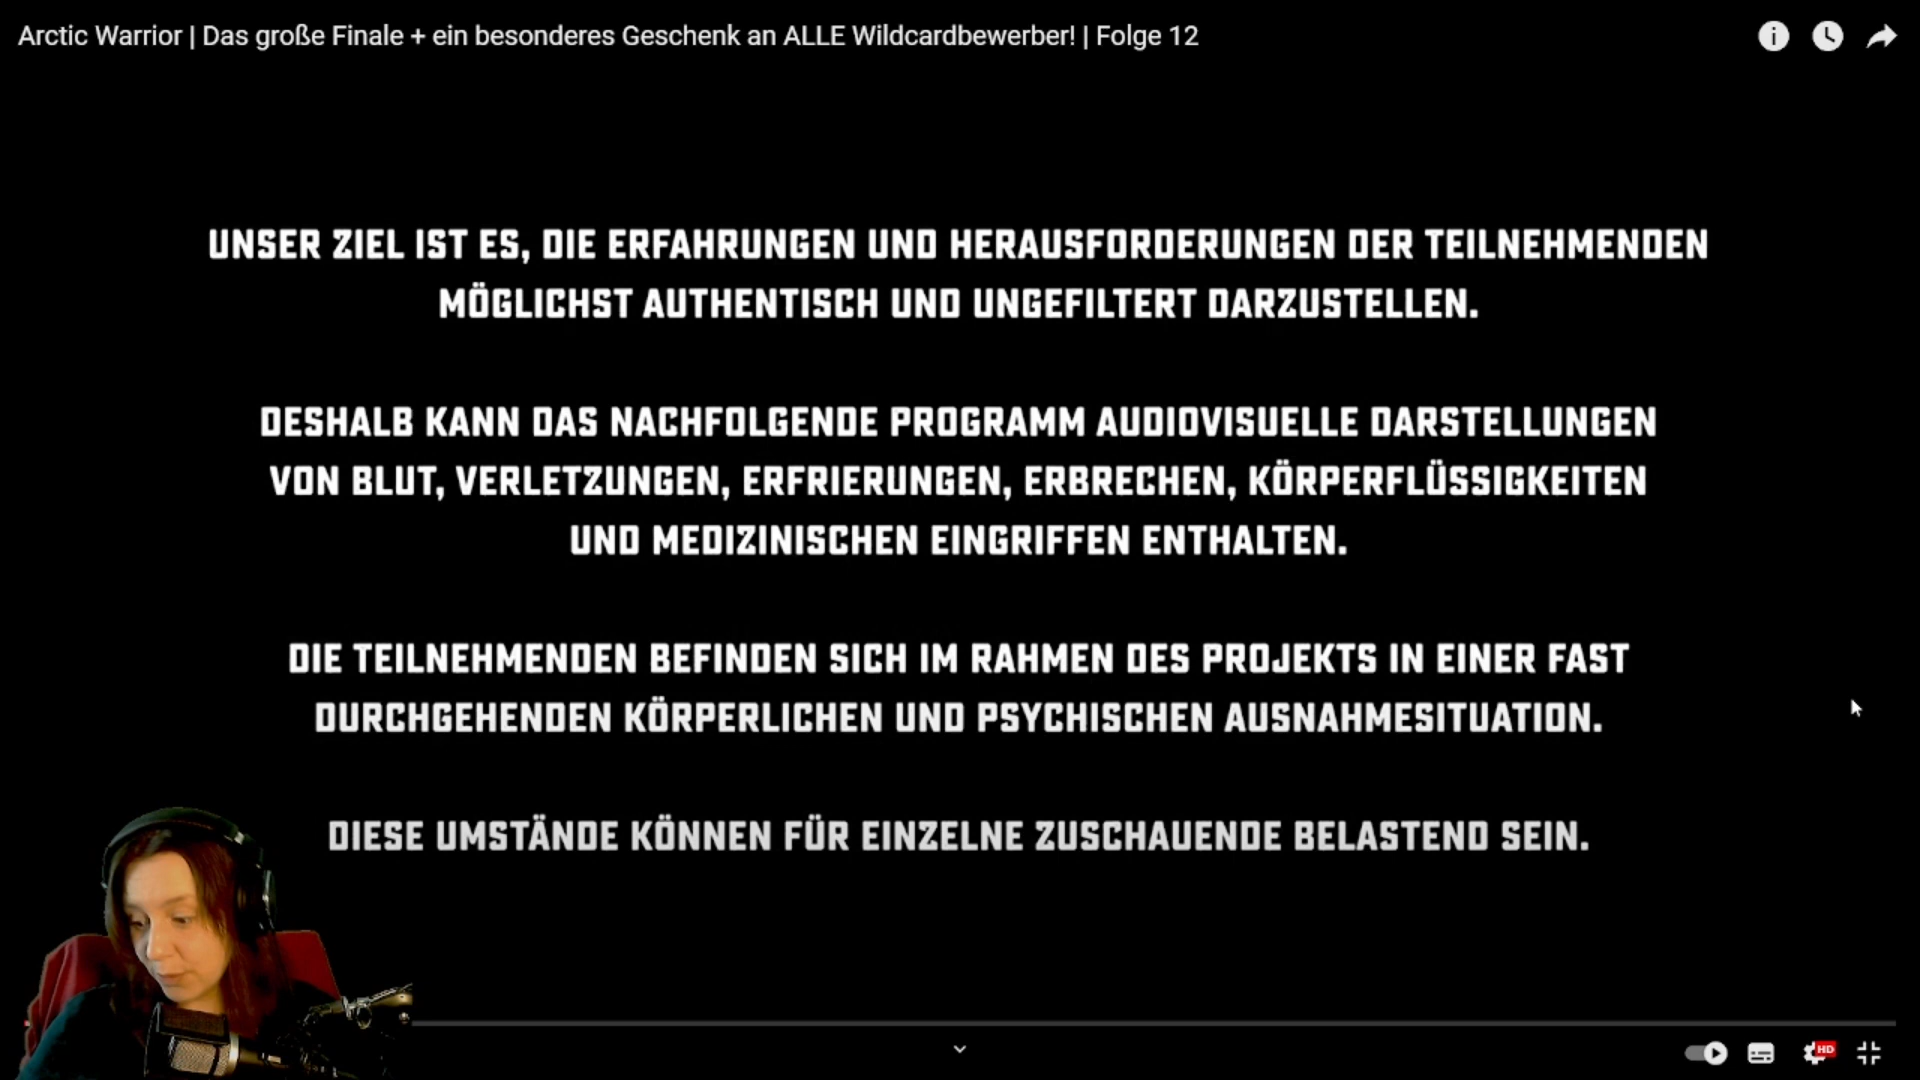 Arctic Warrior | Das große Finale + ein besonderes Geschenk an ALLE Wildcardbewerber! | Folge 12
UNSER ZIEL IST ES, DIE ERFAHRUNGEN UND HERAUSFORDERUNGEN DER TEILNEHMENDEN
MÖGLICHST AUTHENTISCH UND UNGEFILTERT DARZUSTELLEN.
DESHALB KANN DAS NACHFOLGENDE PROGRAMM AUDIOVISUELLE DARSTELLUNGEN
VON BLUT, VERLETZUNGEN, ERFRIERUNGEN, ERBRECHEN, KÖRPERFLÜSSIGKEITEN
UND MEDIZINISCHEN EINGRIFFEN ENTHALTEN.
DIE TEILNEHMENDEN BEFINDEN SICH IM RAHMEN DES PROJEKTS IN EINER FAST
DURCHGEHENDEN KÖRPERLICHEN UND PSYCHISCHEN AUSNAHMESITUATION.
DIESE UMSTÄNDE KÖNNEN FÜR EINZELNE ZUSCHAUENDE BELASTEND SEIN.
HD